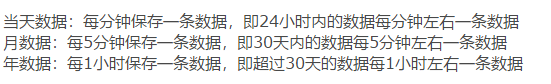 当天数据：每分钟保存一条数据，即24小时内的数据每分钟左右一条数据
月数据：每5分钟保存一条数据，即30天内的数据每5分钟左右一条数据
年数据：每1小时保存一条数据，即超过30天的数据每1小时左右一条数据